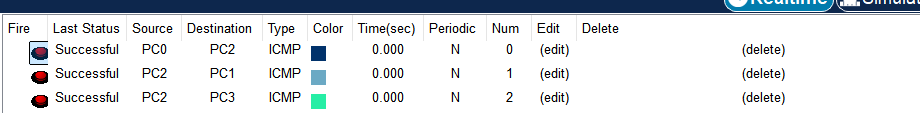 Realtime
Fire Last Status Source Destination Type Color Time(sec) Periodic Num Edit Delete
Successful PC0 PC2 ICMP 0.000 N 0 (edit) (delete)
Successful PC2 PC1 ICMP 0.000 N 1 (edit) (delete)
Successful PC2 PC3 ICMP 0.000 N 2 (edit) (delete)